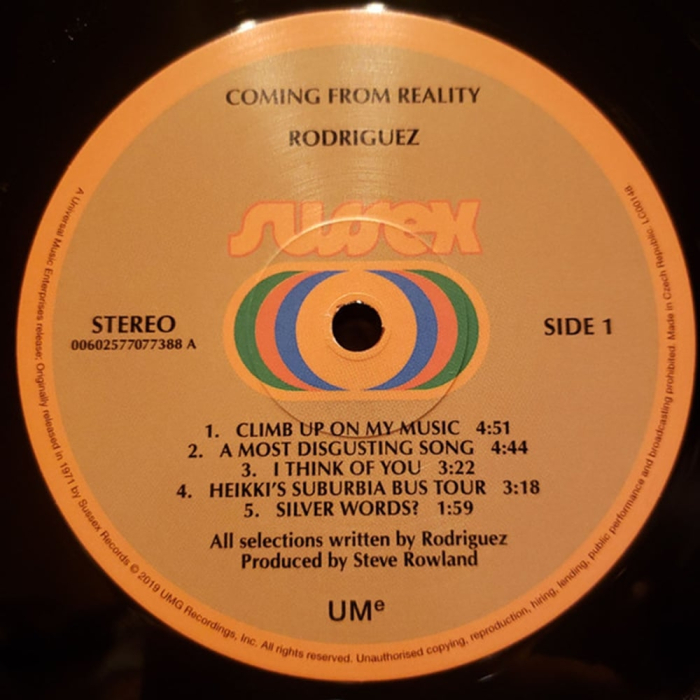 COMING FROM REALITY
RODRIGUEZ
sussex
STEREO
00602577077388 A
SIDE 1
1. CLIMB UP ON MY MUSIC 4:51
2. A MOST DISGUSTING SONG 4:44
3. I THINK OF YOU 3:22
4. HEIKKI'S SUBURBIA BUS TOUR 3:18
5. SILVER WORDS? 1:59
All selections written by Rodriguez
Produced by Steve Rowland
UMe
A Universal Music Enterprises release; Originally released in 1971 by Sussex Records © 2019 UMG Recordings, Inc. All rights reserved. Unauthorised copying, reproduction, hiring, lending, public performance and broadcasting prohibited. Made in Czech Republic. LC00148